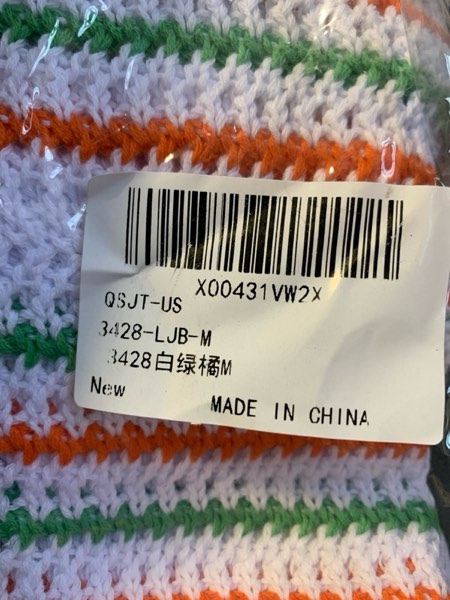 X00431VW2X
QSJT-US
3428-LJB-M
3428白绿橘M
New
MADE IN CHINA